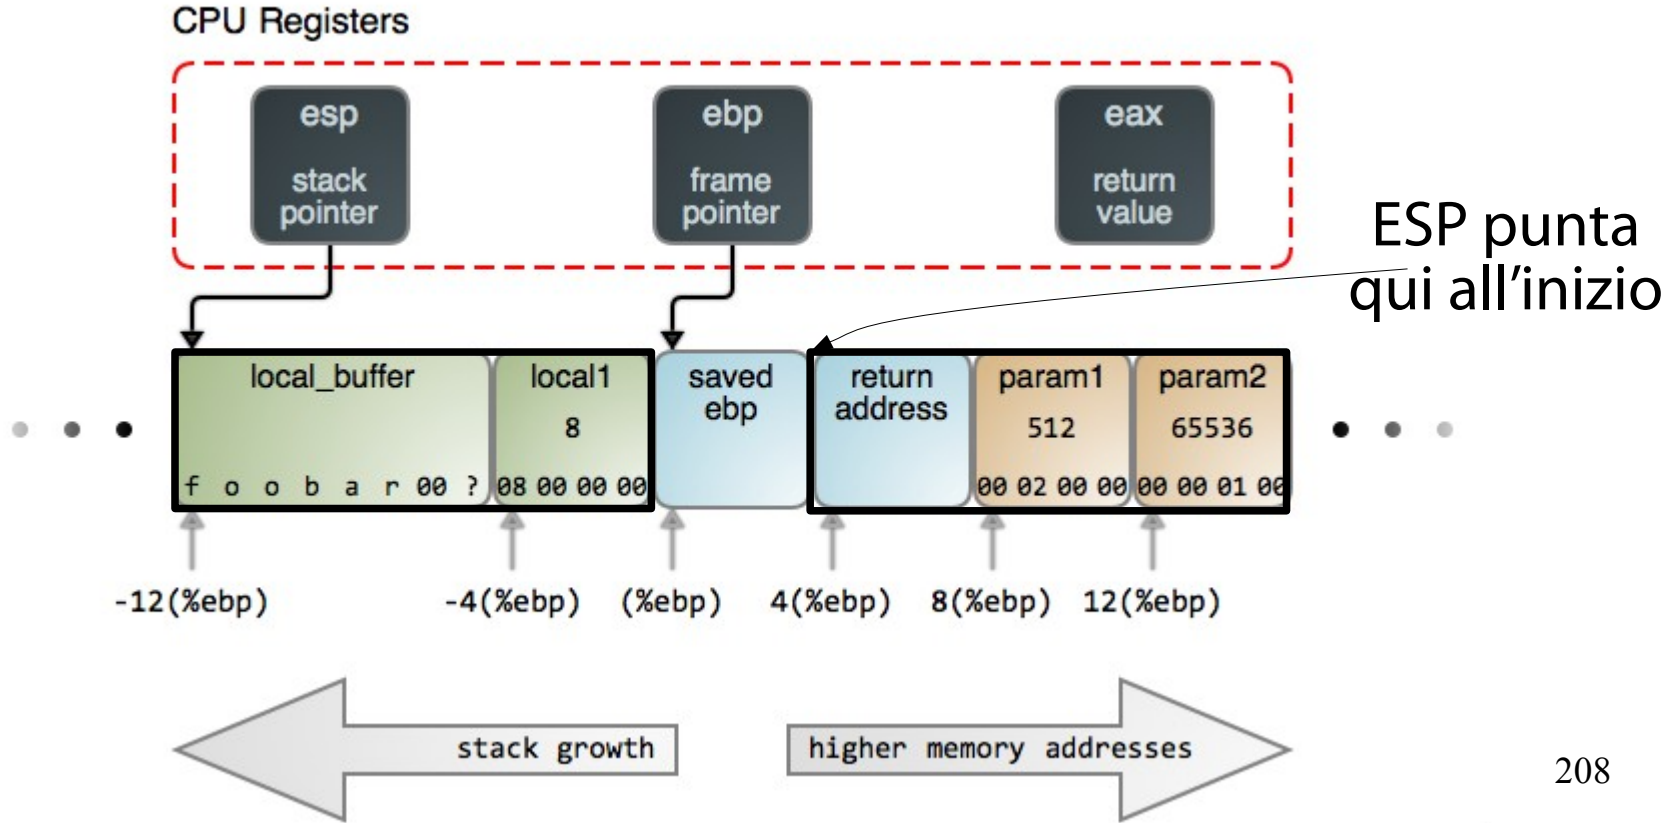 CPU Registers
esp
stack
pointer
ebp
frame
pointer
eax
return
value
ESP punta
qui all’inizio
local_buffer
f o o b a r 00 ?
local1
8
08 00 00 00
saved
ebp
return
address
param1
512
00 02 00 00
param2
65536
00 00 01 00
-12(%ebp)
-4(%ebp)
(%ebp)
4(%ebp)
8(%ebp)
12(%ebp)
stack growth
higher memory addresses
208